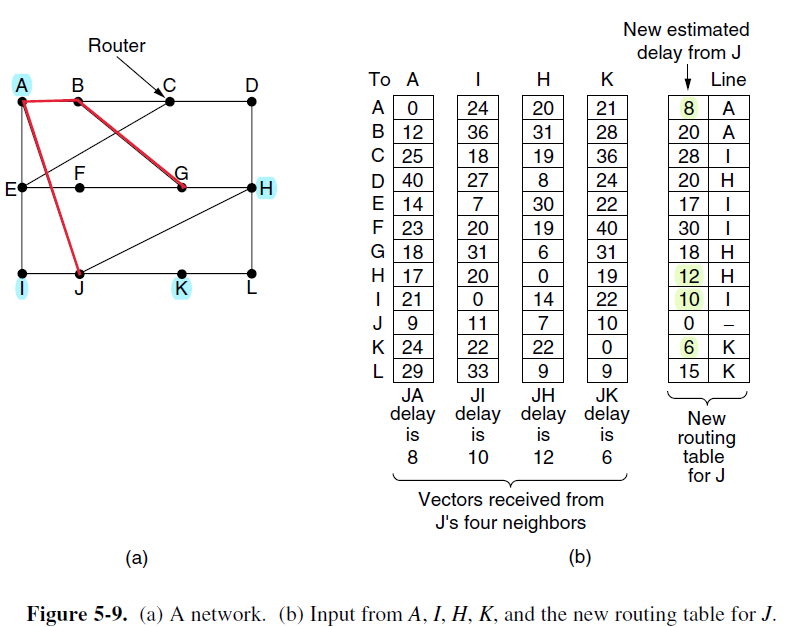 New estimated
delay from J
Router
A B C D
To A I H K Line
A 0 24 20 21 8 A
B 12 36 31 28 20 A
C 25 18 19 36 28 I
D 40 27 8 24 20 H
E 14 7 30 22 17 I
F 23 20 19 40 30 I
G 18 31 6 31 18 H
H 17 20 0 19 12 H
I 21 0 14 22 10 I
J 9 11 7 10 0 –
K 24 22 22 0 6 K
L 29 33 9 9 15 K
E F G H
I J K L
JA JI JH JK
delay delay delay delay
is is is is
8 10 12 6
New
routing
table
for J
Vectors received from
J's four neighbors
(a) (b)
Figure 5-9. (a) A network. (b) Input from A, I, H, K, and the new routing table for J.